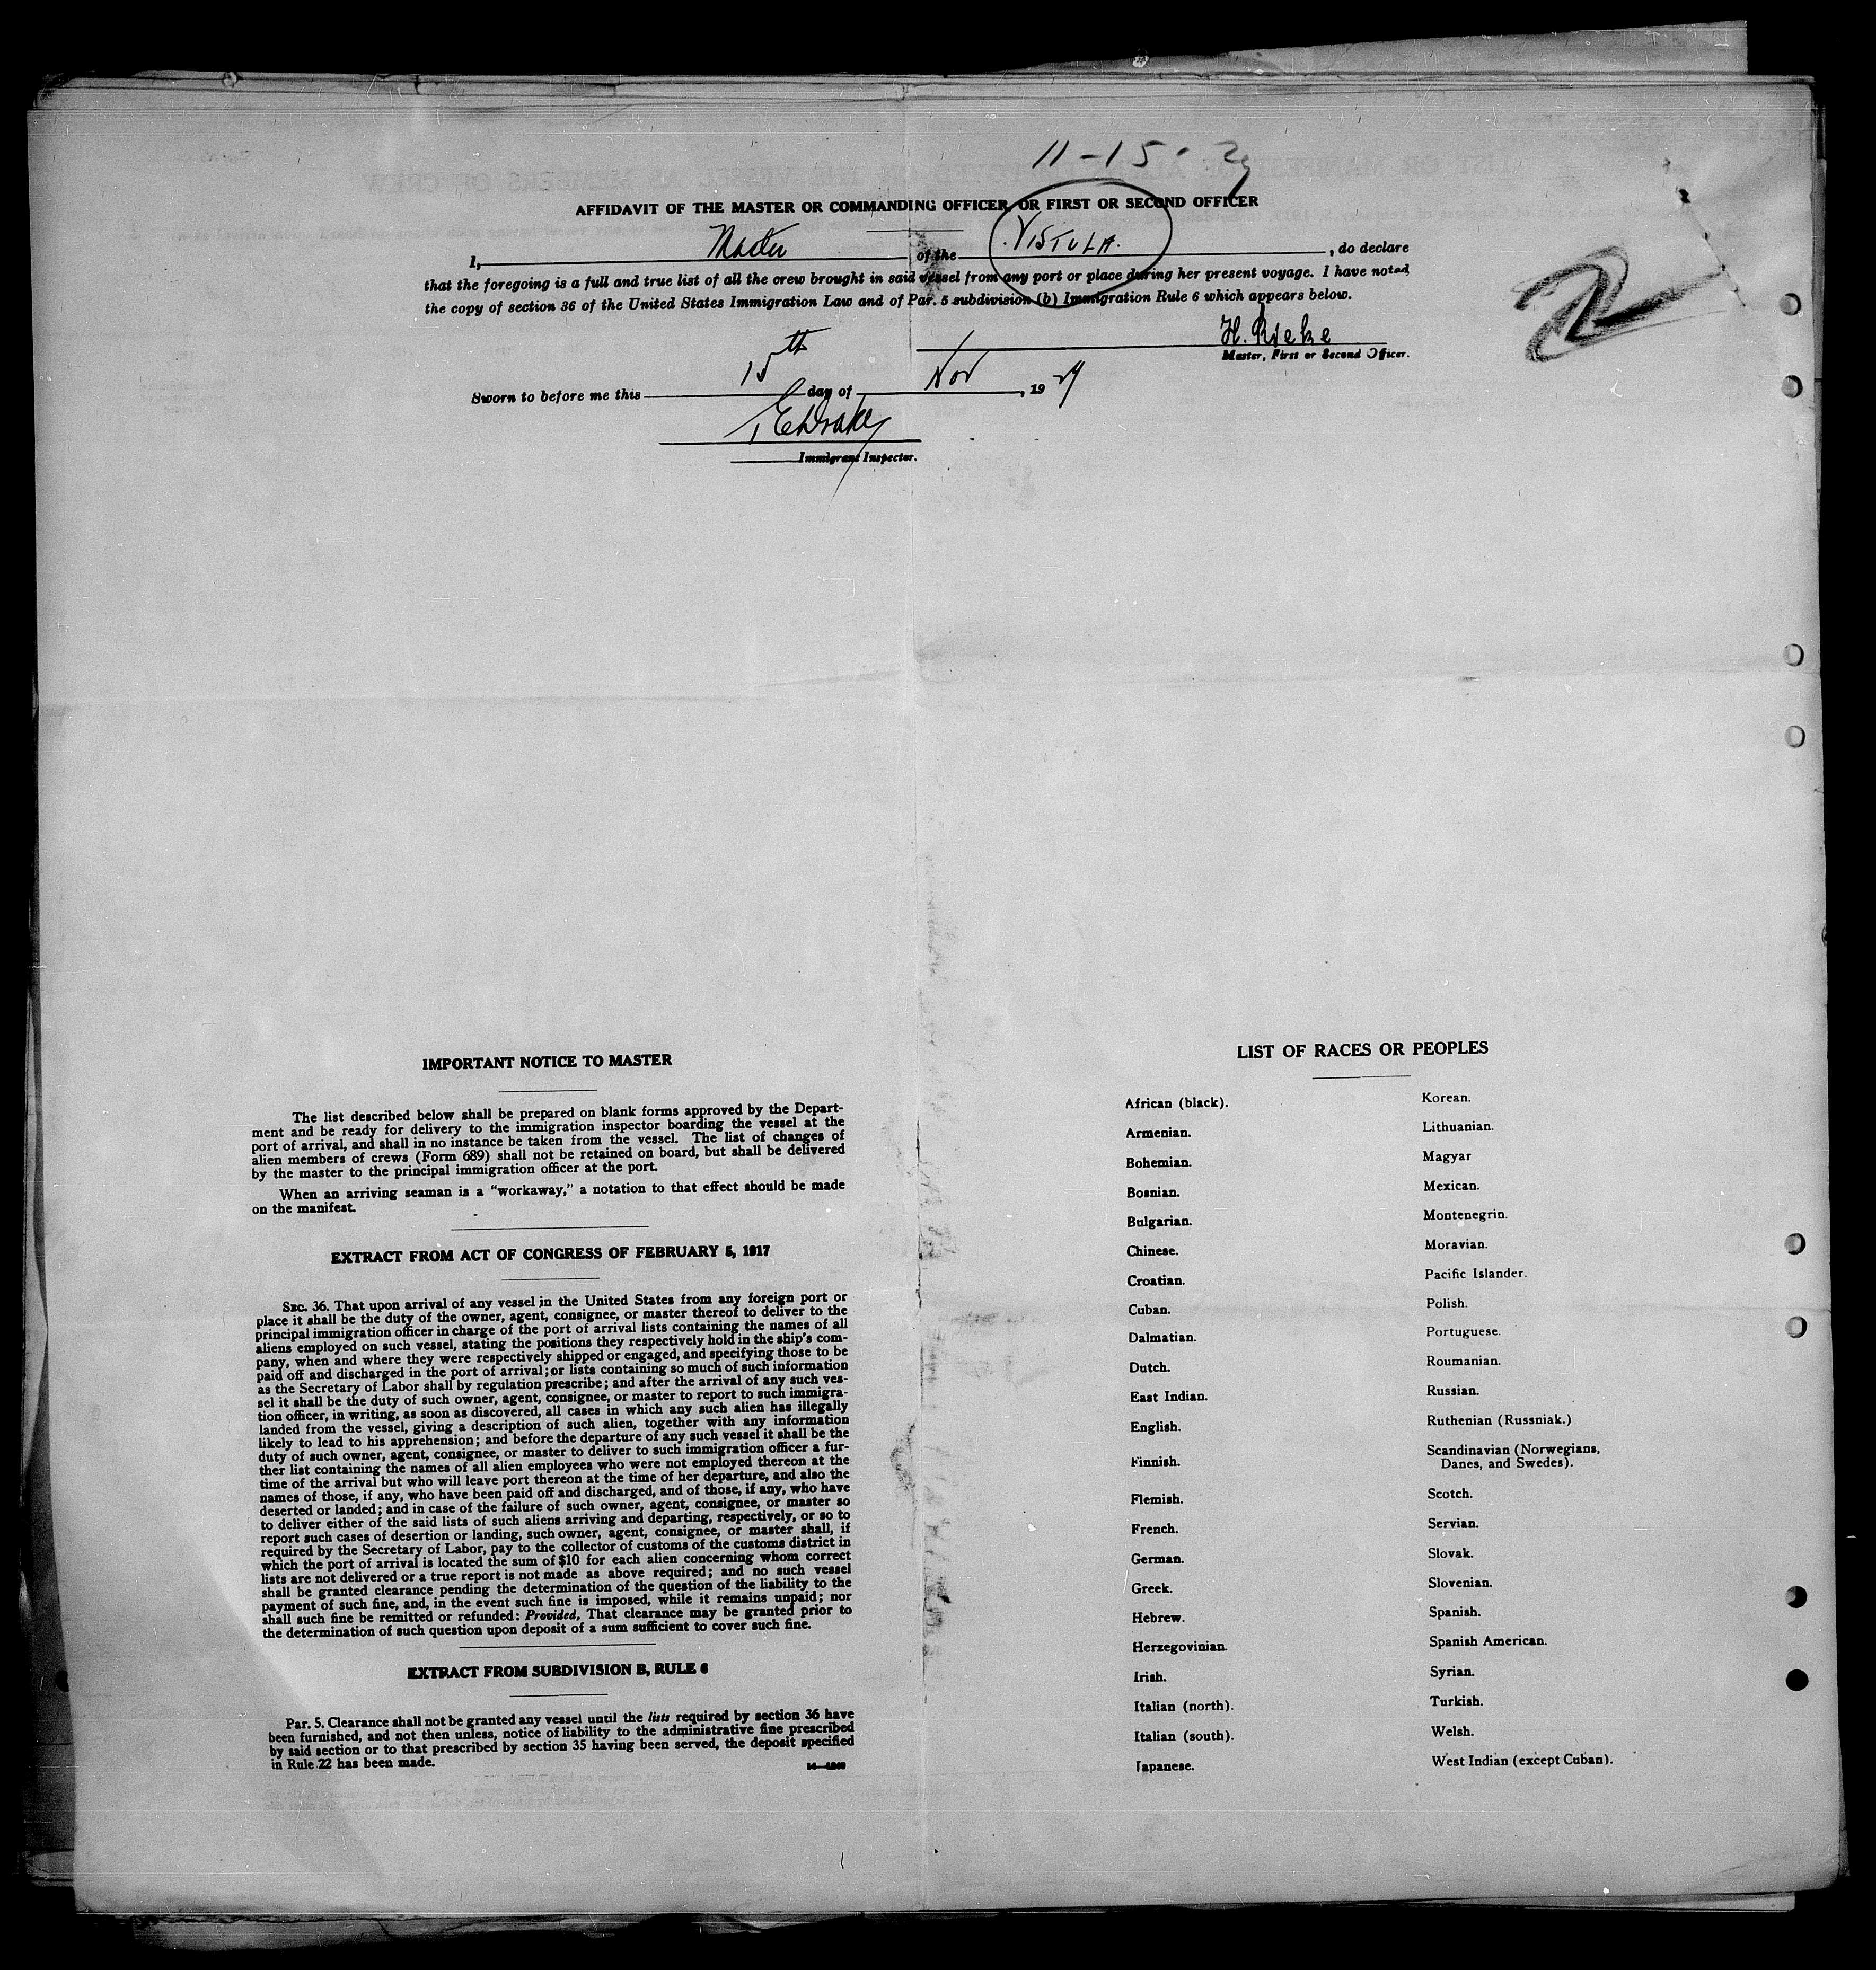 11-15-29
AFFIDAVIT OF THE MASTER OR COMMANDING OFFICER, OR FIRST OR SECOND OFFICER
I, Master of the VISTULA. , do declare
that the foregoing is a full and true list of all the crew brought in said vessel from any port or place during her present voyage. I have noted
the copy of section 36 of the United States Immigration Law and of Par. 5 subdivision (b) Immigration Rule 6 which appears below.
2
H. Rieke
Master, First or Second Officer.
Sworn to before me this 15th day of Nov , 19 29
Immigrant Inspector.
IMPORTANT NOTICE TO MASTER
The list described below shall be prepared on blank forms approved by the Depart-
ment and be ready for delivery to the immigration inspector boarding the vessel at the
port of arrival, and shall in no instance be taken from the vessel. The list of changes of
alien members of crews (Form 689) shall not be retained on board, but shall be delivered
by the master to the principal immigration officer at the port.
When an arriving seaman is a "workaway," a notation to that effect should be made
on the manifest.
EXTRACT FROM ACT OF CONGRESS OF FEBRUARY 5, 1917
SEC. 36. That upon arrival of any vessel in the United States from any foreign port or
place it shall be the duty of the owner, agent, consignee, or master thereof to deliver to the
principal immigration officer in charge of the port of arrival lists containing the names of all
aliens employed on such vessel, stating the positions they respectively hold in the ship's com-
pany, when and where they were respectively shipped or engaged, and specifying those to be
paid off and discharged in the port of arrival; or lists containing so much of such information
as the Secretary of Labor shall by regulation prescribe; and after the arrival of any such ves-
sel it shall be the duty of such owner, agent, consignee, or master to report to such immigra-
tion officer, in writing, as soon as discovered, all cases in which any such alien has illegally
landed from the vessel, giving a description of such alien, together with any information
likely to lead to his apprehension; and before the departure of any such vessel it shall be the
duty of such owner, agent, consignee, or master to deliver to such immigration officer a fur-
ther list containing the names of all alien employees who were not employed thereon at the
time of the arrival but who will leave port thereon at the time of her departure, and also the
names of those, if any, who have been paid off and discharged, and of those, if any, who have
deserted or landed; and in case of the failure of such owner, agent, consignee, or master so
to deliver either of the said lists of such aliens arriving and departing, respectively, or so to
report such cases of desertion or landing, such owner, agent, consignee, or master shall, if
required by the Secretary of Labor, pay to the collector of customs of the customs district in
which the port of arrival is located the sum of $10 for each alien concerning whom correct
lists are not delivered or a true report is not made as above required; and no such vessel
shall be granted clearance pending the determination of the question of the liability to the
payment of such fine, and, in the event such fine is imposed, while it remains unpaid; nor
shall such fine be remitted or refunded: Provided, That clearance may be granted prior to
the determination of such question upon deposit of a sum sufficient to cover such fine.
EXTRACT FROM SUBDIVISION B, RULE 6
Par. 5. Clearance shall not be granted any vessel until the lists required by section 36 have
been furnished, and not then unless, notice of liability to the administrative fine prescribed
by said section or to that prescribed by section 35 having been served, the deposit specified
in Rule 22 has been made.
LIST OF RACES OR PEOPLES
African (black).
Armenian.
Bohemian.
Bosnian.
Bulgarian.
Chinese.
Croatian.
Cuban.
Dalmatian.
Dutch.
East Indian.
English.
Finnish.
Flemish.
French.
German.
Greek.
Hebrew.
Herzegovinian.
Irish.
Italian (north).
Italian (south).
Japanese.
Korean.
Lithuanian.
Magyar
Mexican.
Montenegrin.
Moravian.
Pacific Islander.
Polish.
Portuguese.
Roumanian.
Russian.
Ruthenian (Russniak.)
Scandinavian (Norwegians,
Danes, and Swedes).
Scotch.
Servian.
Slovak.
Slovenian.
Spanish.
Spanish American.
Syrian.
Turkish.
Welsh.
West Indian (except Cuban).